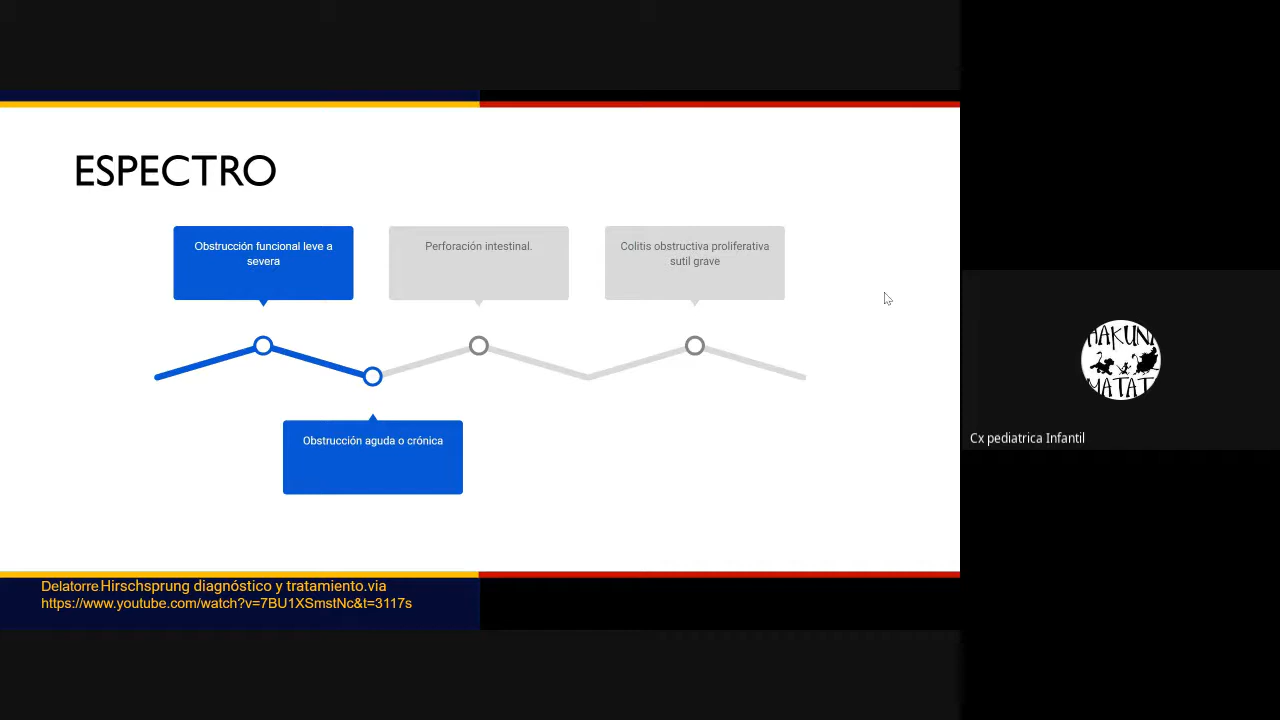 ESPECTRO
Obstrucción funcional leve a
severa
Perforación intestinal.
Colitis obstructiva proliferativa
sutil grave
Obstrucción aguda o crónica
Delatorre Hirschsprung diagnóstico y tratamiento.via
https://www.youtube.com/watch?v=7BU1XSmstNc&t=3117s
HAKUNA
MATAT
Cx pediatrica Infantil